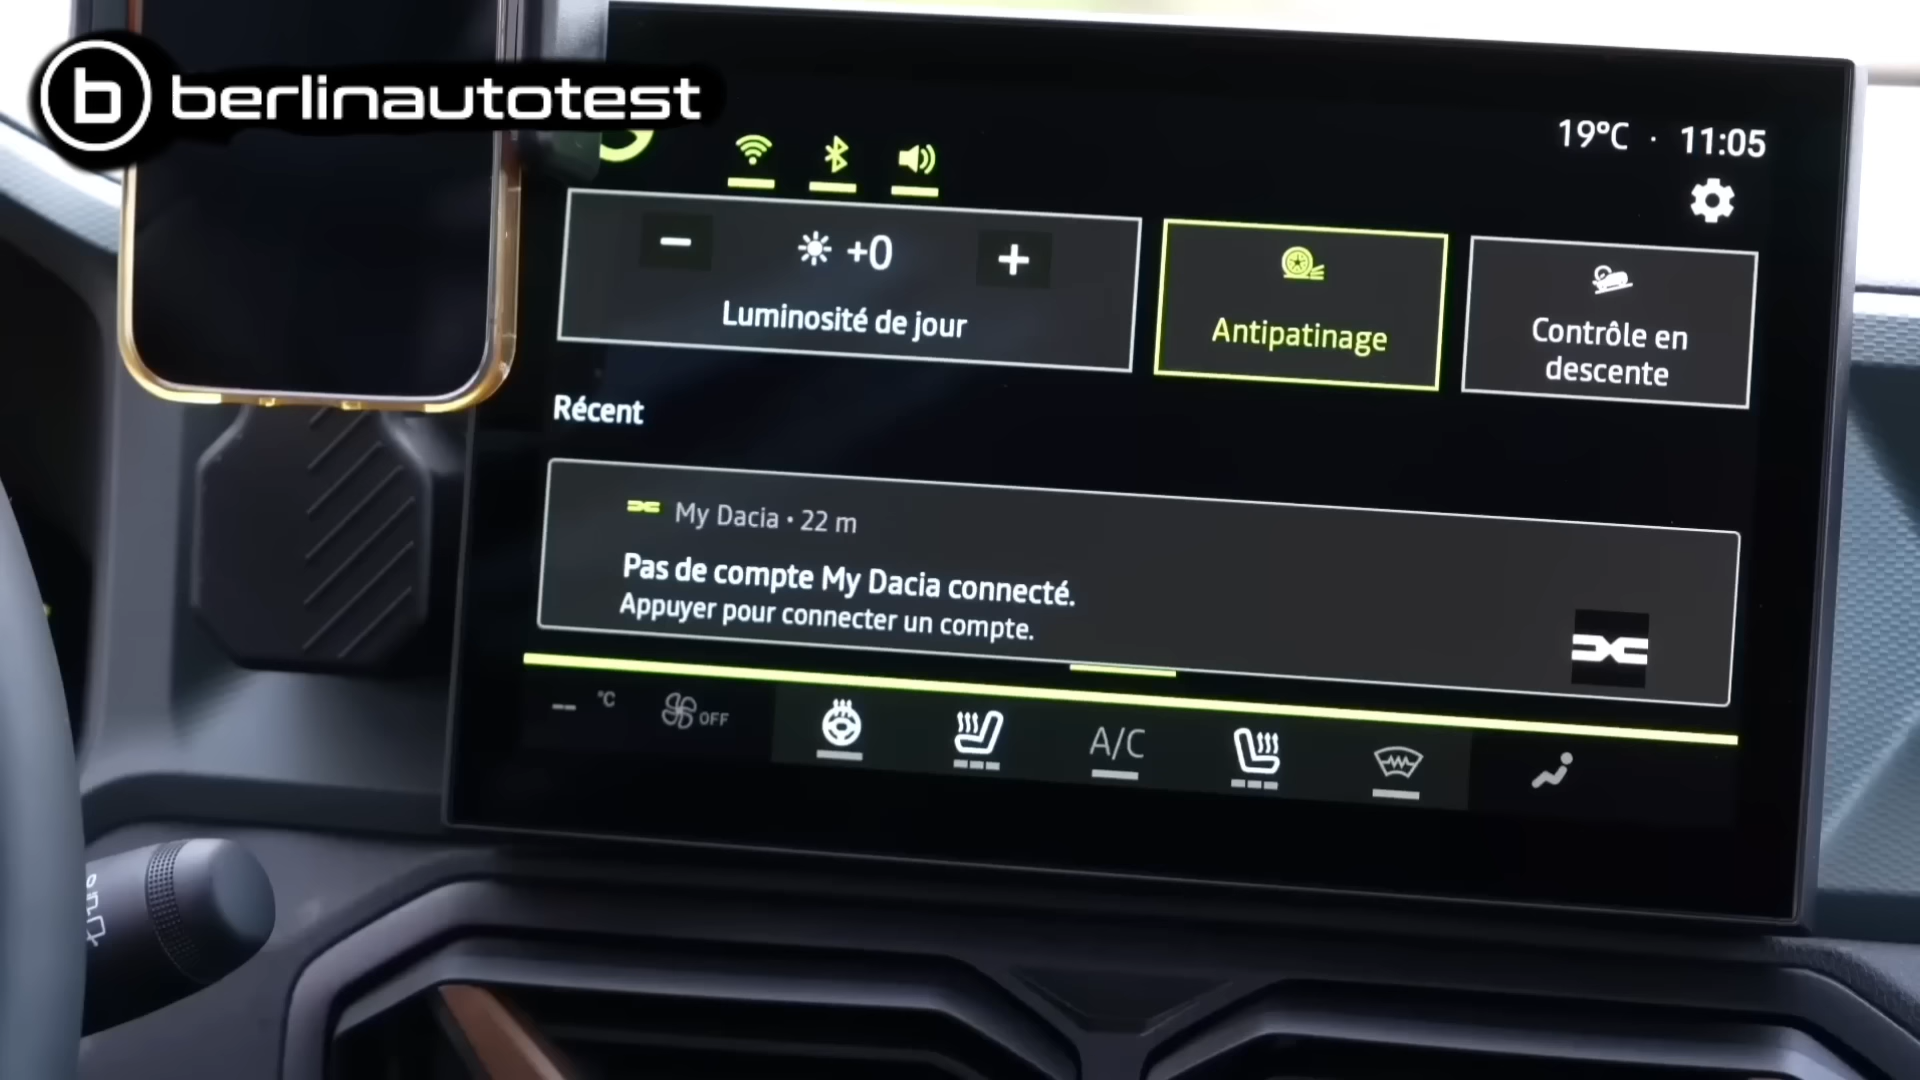 berlinautotest
19°C · 11:05
− +0 +
Luminosité de jour
Antipatinage
Contrôle en
descente
Récent
My Dacia • 22 m
Pas de compte My Dacia connecté.
Appuyer pour connecter un compte.
-- °C
OFF
A/C